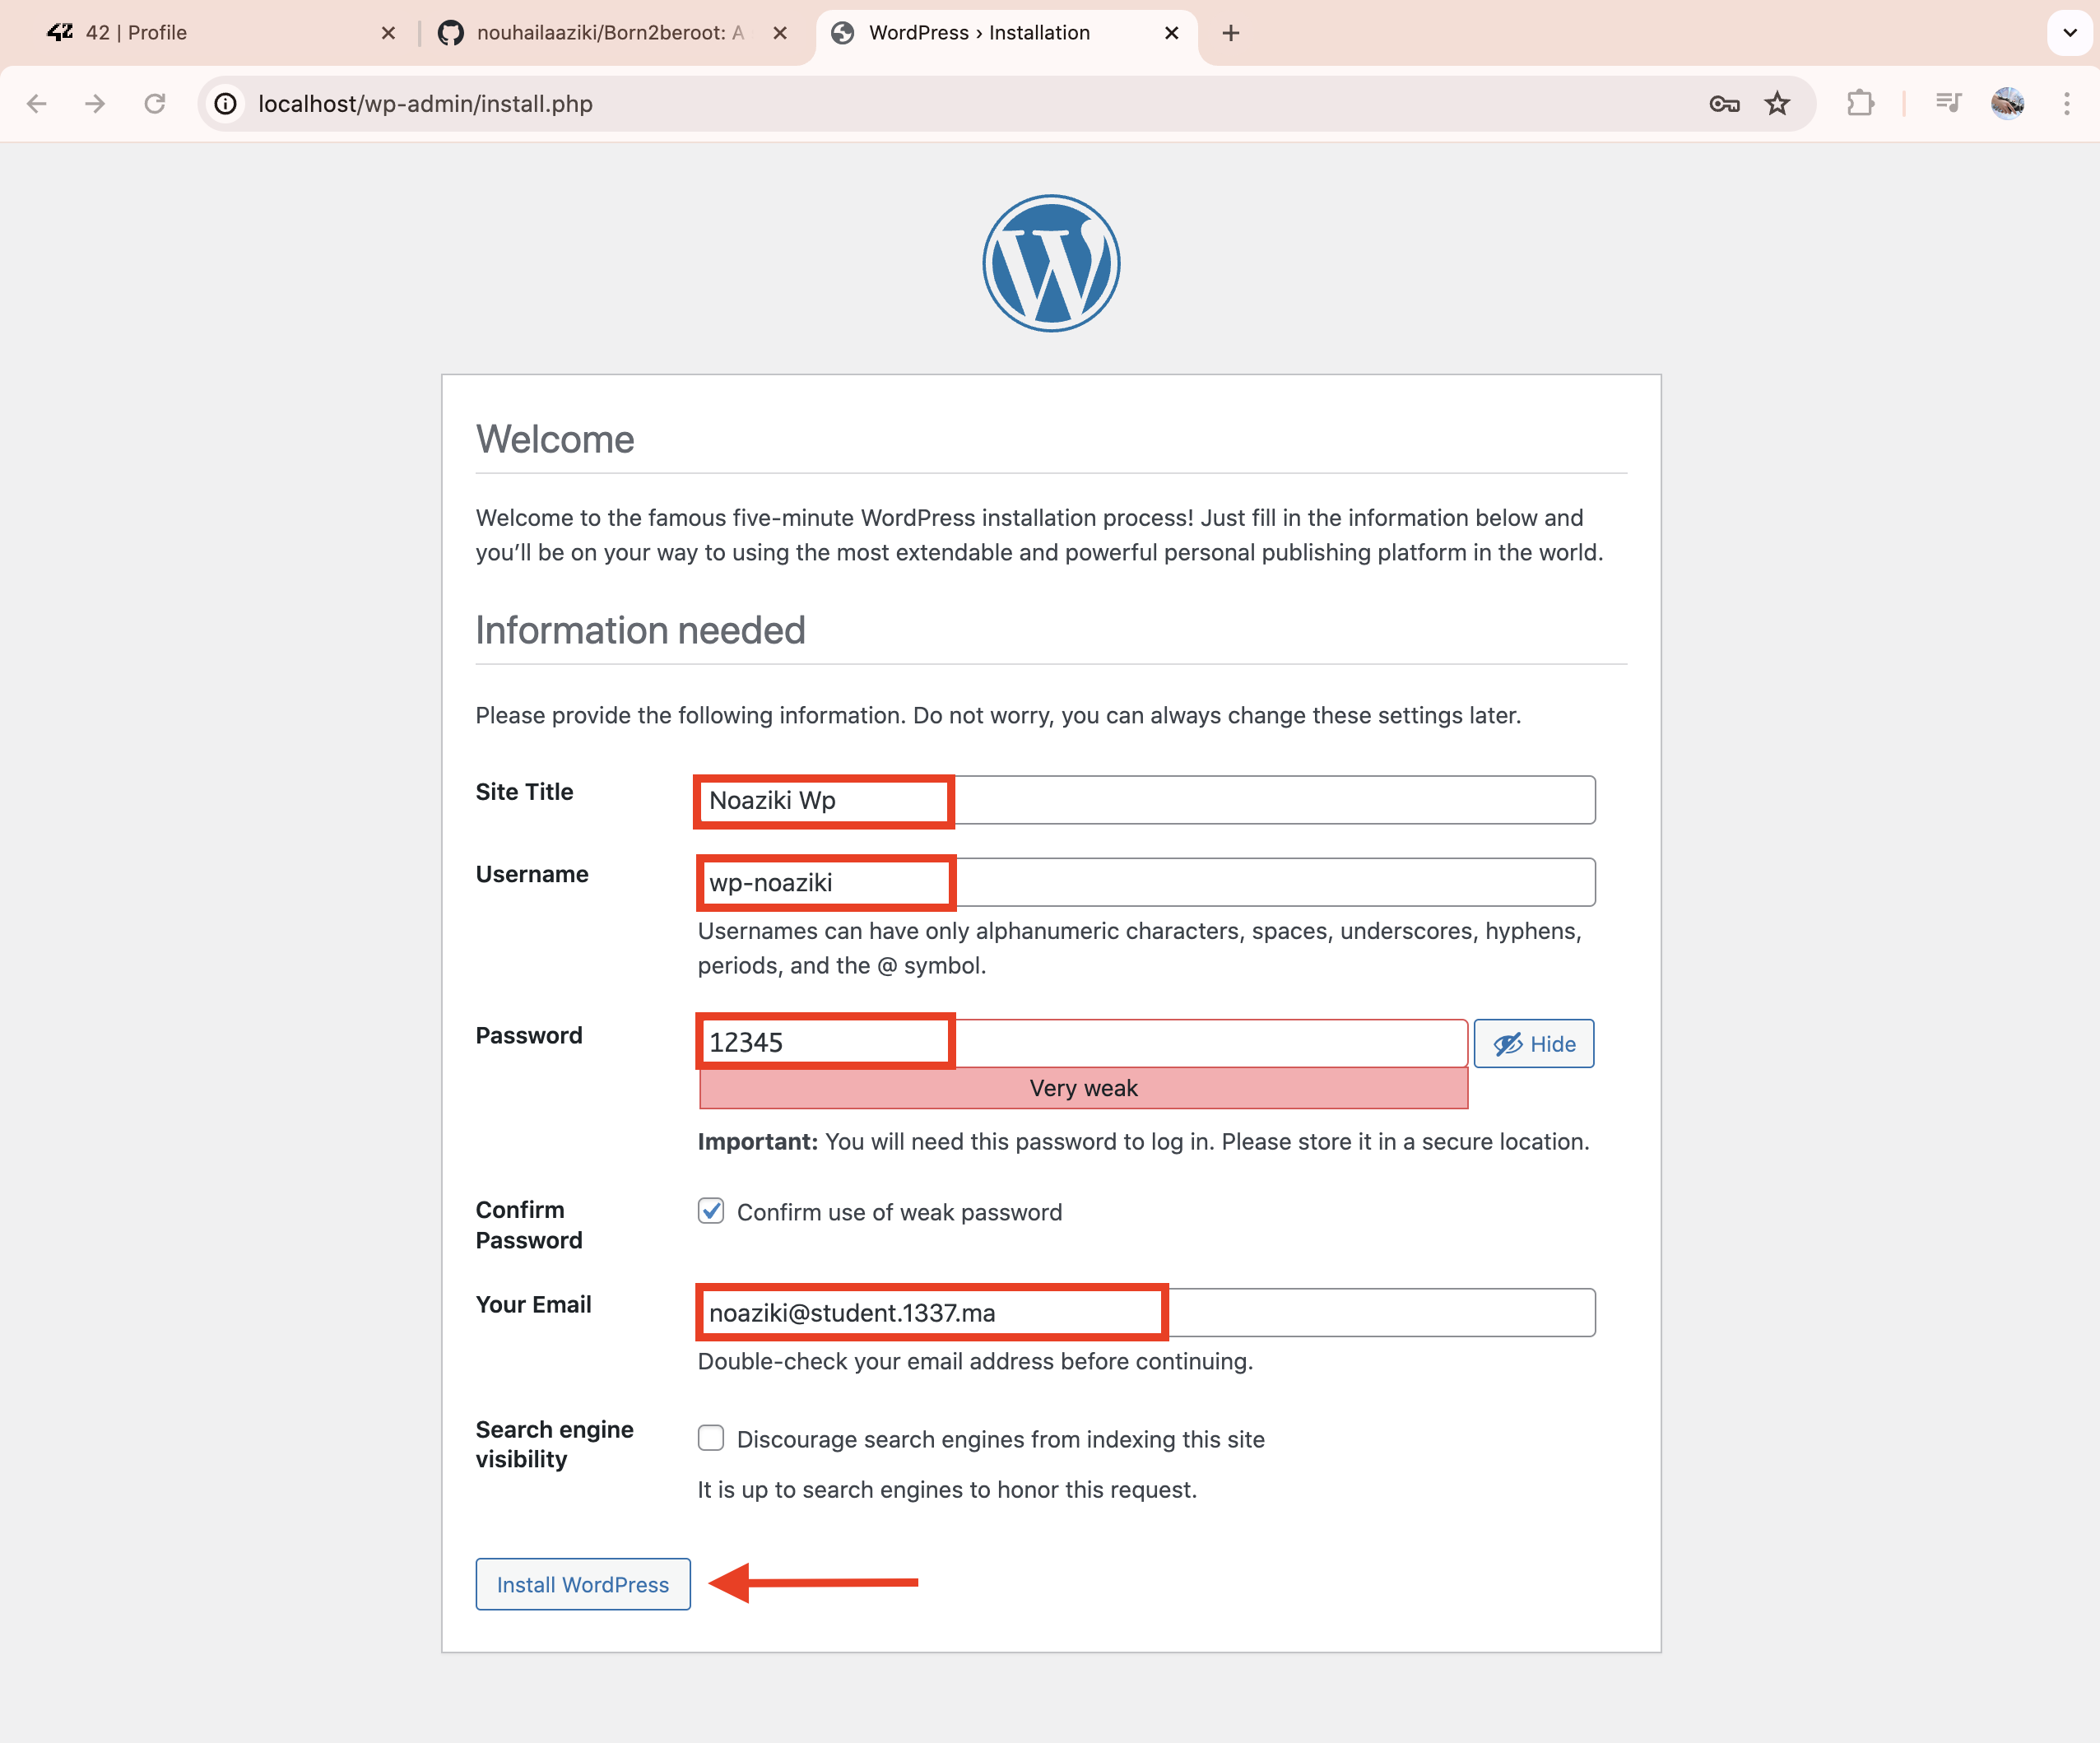 42 | Profile
nouhailaaziki/Born2beroot: A
WordPress › Installation
localhost/wp-admin/install.php
Welcome
Welcome to the famous five-minute WordPress installation process! Just fill in the information below and
you’ll be on your way to using the most extendable and powerful personal publishing platform in the world.
Information needed
Please provide the following information. Do not worry, you can always change these settings later.
Site Title
Noaziki Wp
Username
wp-noaziki
Usernames can have only alphanumeric characters, spaces, underscores, hyphens,
periods, and the @ symbol.
Password
12345
Hide
Very weak
Important: You will need this password to log in. Please store it in a secure location.
Confirm
Password
Confirm use of weak password
Your Email
noaziki@student.1337.ma
Double-check your email address before continuing.
Search engine
visibility
Discourage search engines from indexing this site
It is up to search engines to honor this request.
Install WordPress